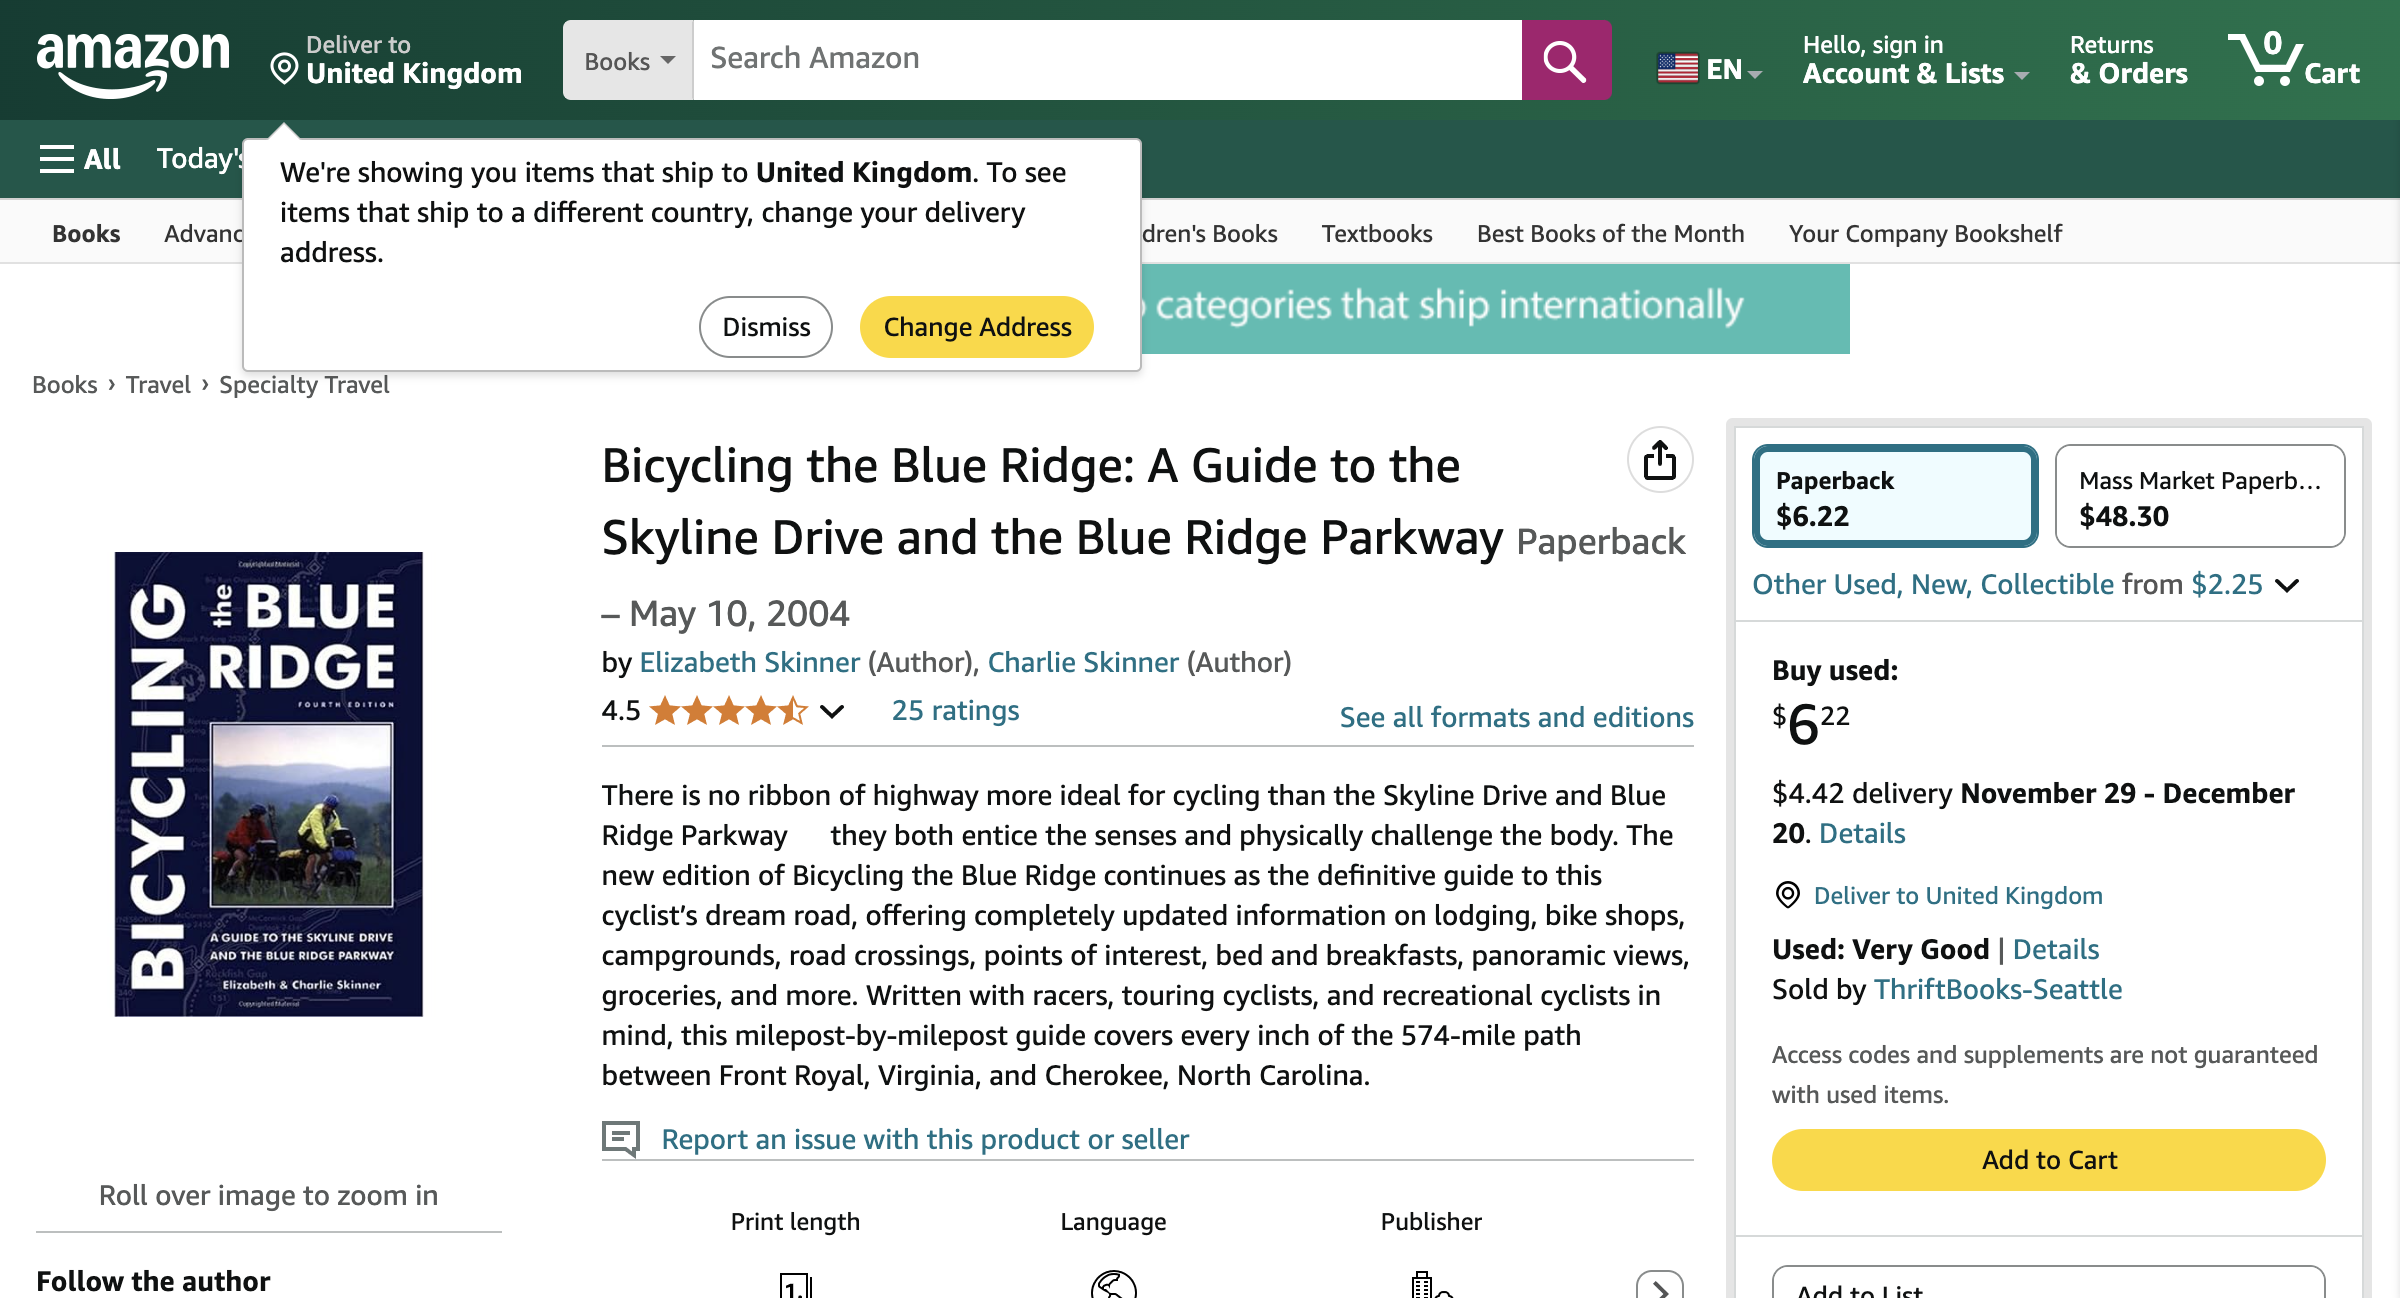 amazon
Deliver to
United Kingdom
Books
Search Amazon
EN
Hello, sign in
Account & Lists
Returns
& Orders
0
Cart
All
Today's
We're showing you items that ship to United Kingdom. To see
items that ship to a different country, change your delivery
address.
Dismiss
Change Address
Books
Advanc
dren's Books
Textbooks
Best Books of the Month
Your Company Bookshelf
categories that ship internationally
Books › Travel › Specialty Travel
BICYCLING
the BLUE
RIDGE
FOURTH EDITION
A GUIDE TO THE SKYLINE DRIVE
AND THE BLUE RIDGE PARKWAY
Elizabeth & Charlie Skinner
Roll over image to zoom in
Follow the author
Bicycling the Blue Ridge: A Guide to the
Skyline Drive and the Blue Ridge Parkway Paperback
– May 10, 2004
by Elizabeth Skinner (Author), Charlie Skinner (Author)
4.5
25 ratings
See all formats and editions
There is no ribbon of highway more ideal for cycling than the Skyline Drive and Blue
Ridge Parkway they both entice the senses and physically challenge the body. The
new edition of Bicycling the Blue Ridge continues as the definitive guide to this
cyclist’s dream road, offering completely updated information on lodging, bike shops,
campgrounds, road crossings, points of interest, bed and breakfasts, panoramic views,
groceries, and more. Written with racers, touring cyclists, and recreational cyclists in
mind, this milepost-by-milepost guide covers every inch of the 574-mile path
between Front Royal, Virginia, and Cherokee, North Carolina.
Report an issue with this product or seller
Print length
Language
Publisher
Paperback
$6.22
Mass Market Paperb…
$48.30
Other Used, New, Collectible from $2.25
Buy used:
$6 22
$4.42 delivery November 29 - December
20. Details
Deliver to United Kingdom
Used: Very Good | Details
Sold by ThriftBooks-Seattle
Access codes and supplements are not guaranteed
with used items.
Add to Cart
Add to List